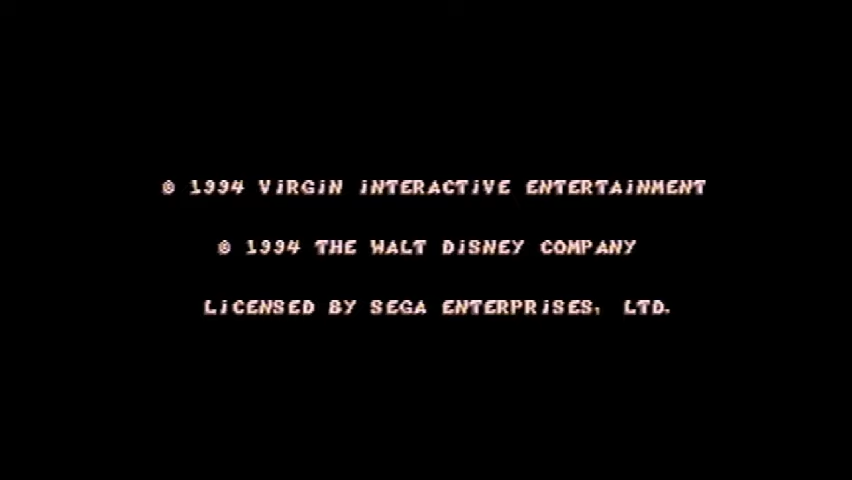 © 1994 ViRGiN iNTERACTiVE ENTERTAiNMENT
© 1994 THE WALT DiSNEY COMPANY
LiCENSED BY SEGA ENTERPRiSES, LTD.